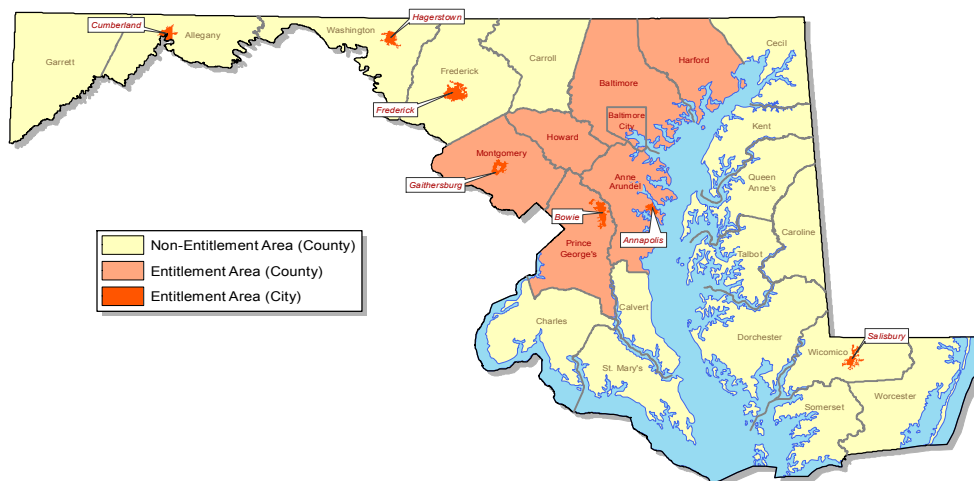 Hagerstown
Cumberland
Washington
Allegany
Garrett
Frederick
Carroll
Cecil
Harford
Baltimore
Frederick
Baltimore
City
Kent
Howard
Montgomery
Gaithersburg
Anne
Arundel
Queen
Anne's
Bowie
Annapolis
Caroline
Prince
George's
Talbot
Non-Entitlement Area (County)
Entitlement Area (County)
Entitlement Area (City)
Calvert
Charles
Dorchester
Salisbury
Wicomico
St. Mary's
Worcester
Somerset